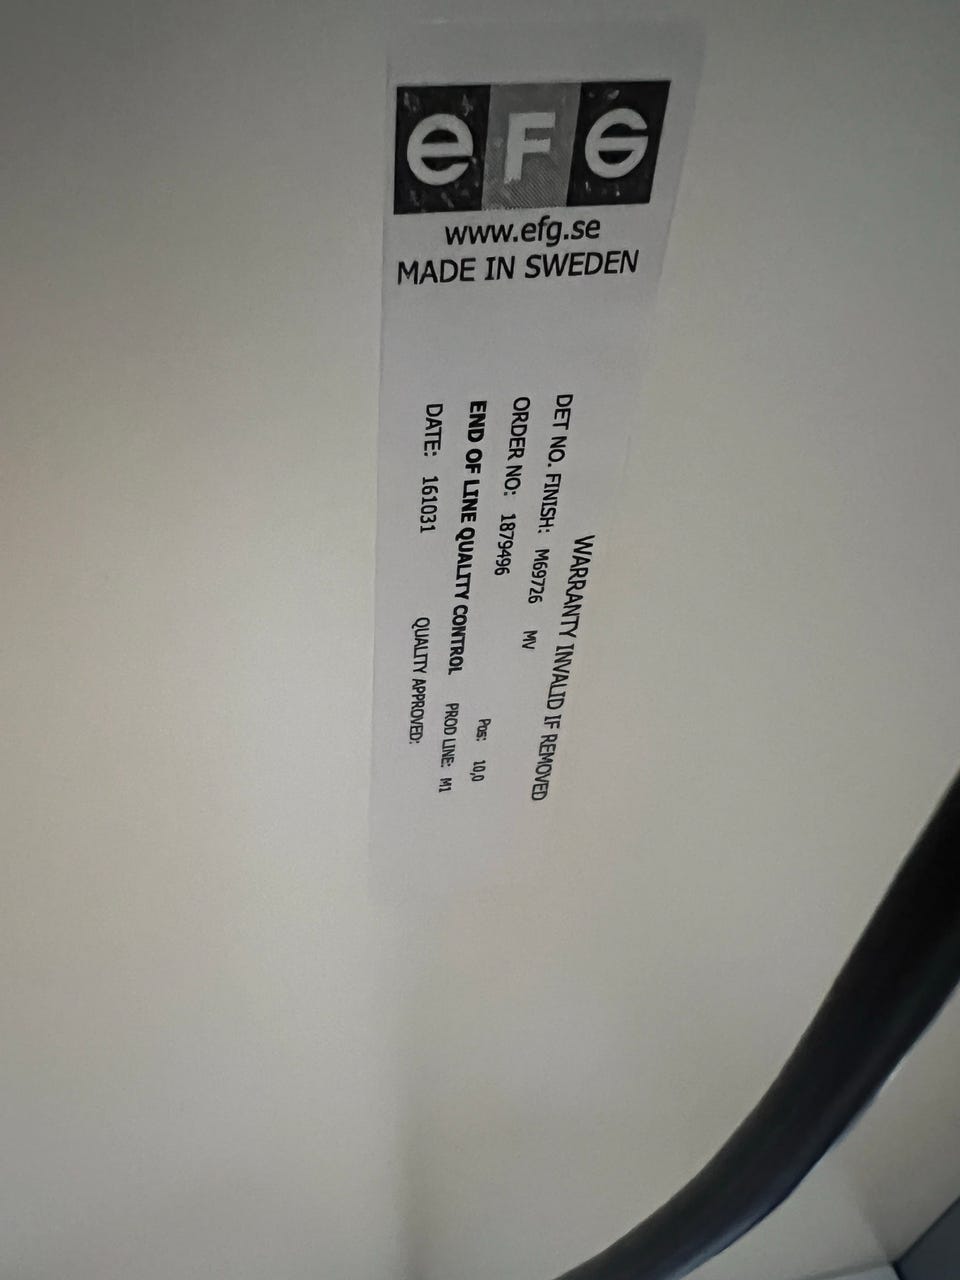 eFG
www.efg.se
MADE IN SWEDEN
WARRANTY INVALID IF REMOVED
DET NO. FINISH: M69726 MV
ORDER NO: 1879496
Pos: 10,0
END OF LINE QUALITY CONTROL PROD LINE: M1
DATE: 161031 QUALITY APPROVED: